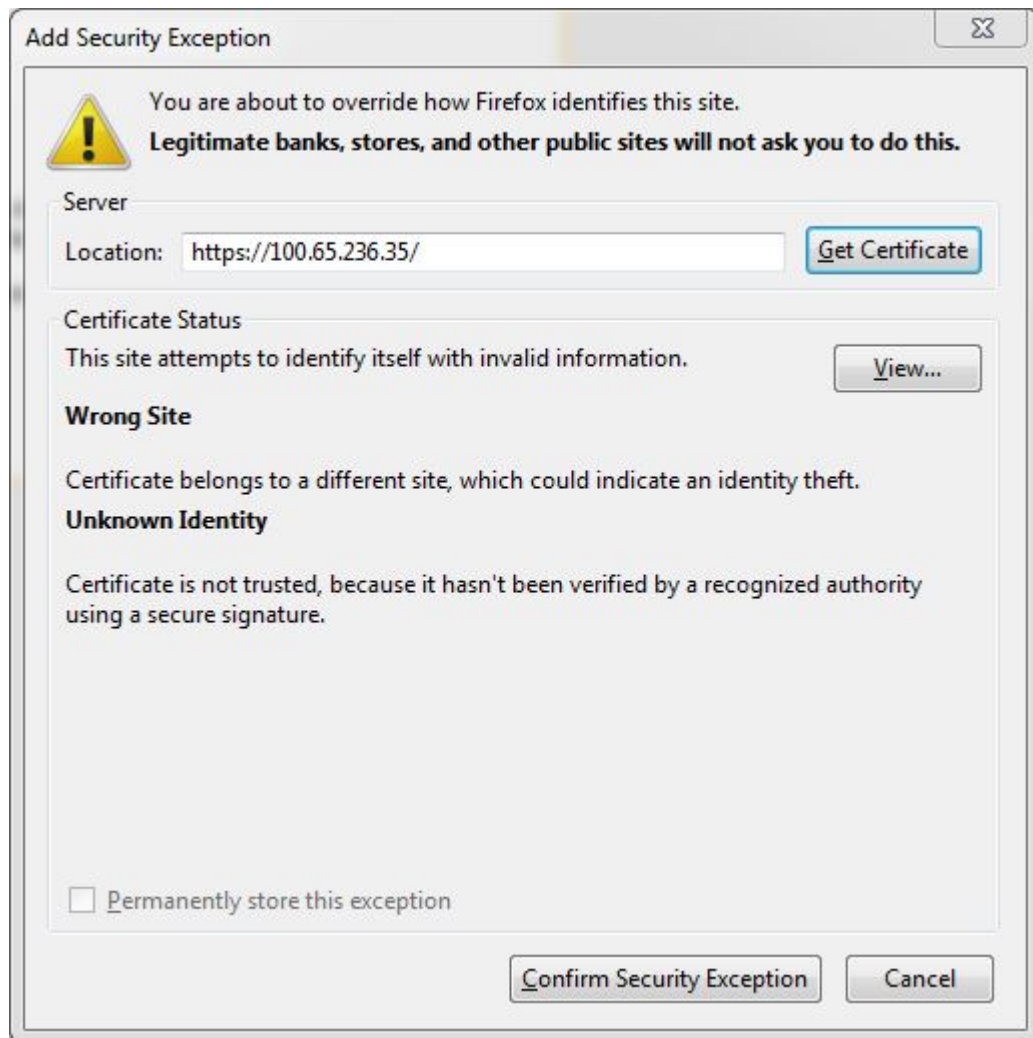 Add Security Exception
You are about to override how Firefox identifies this site.
Legitimate banks, stores, and other public sites will not ask you to do this.
Server
Location: https://100.65.236.35/ Get Certificate
Certificate Status
This site attempts to identify itself with invalid information.
View...
Wrong Site
Certificate belongs to a different site, which could indicate an identity theft.
Unknown Identity
Certificate is not trusted, because it hasn't been verified by a recognized authority
using a secure signature.
Permanently store this exception
Confirm Security Exception Cancel